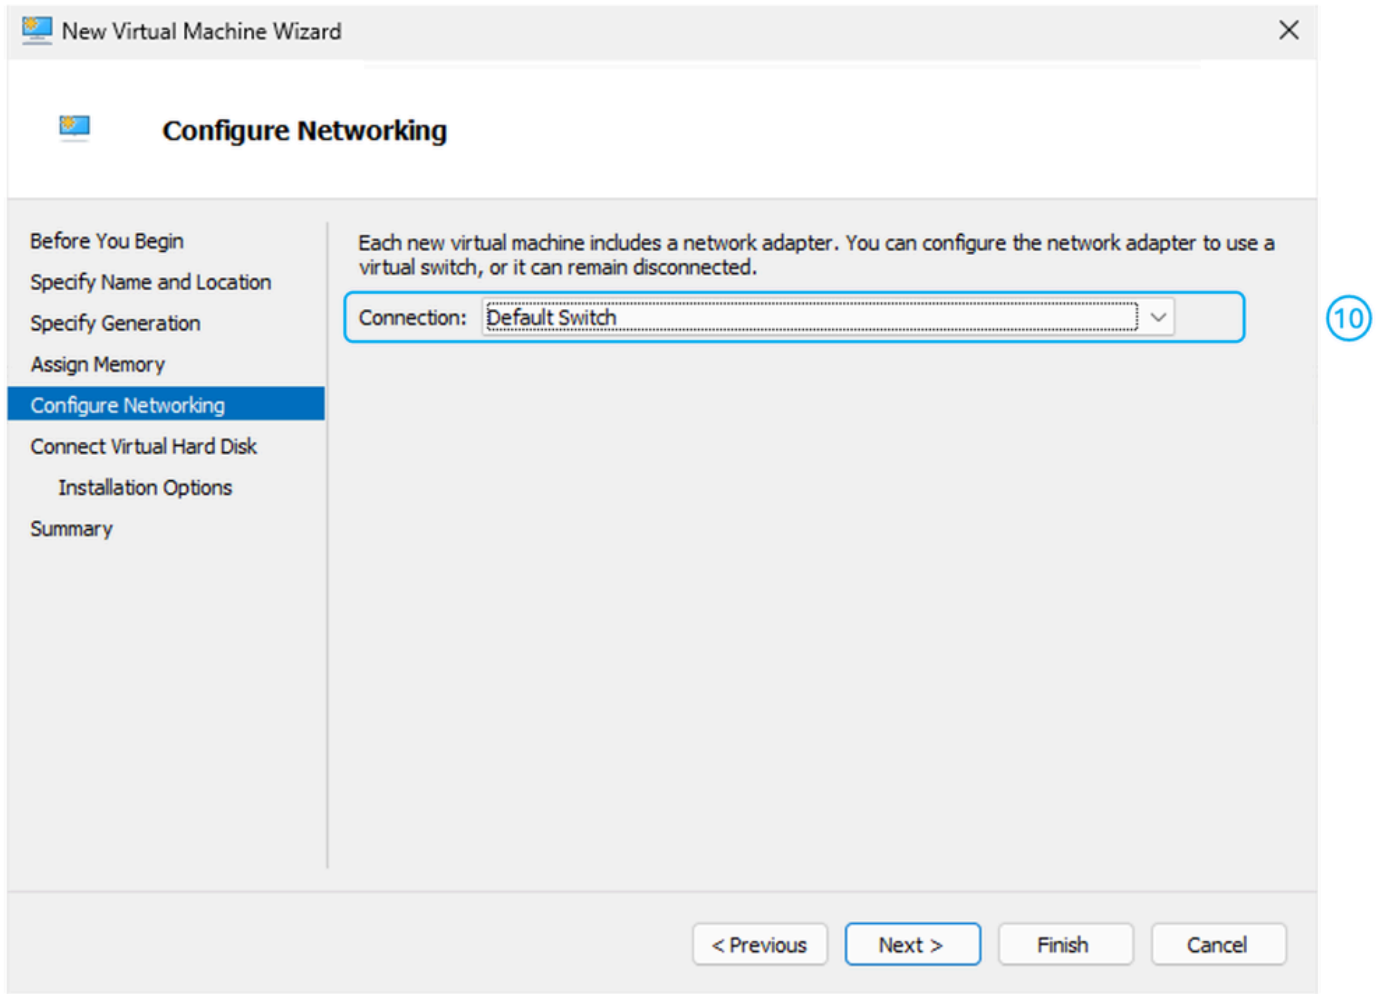 New Virtual Machine Wizard
Configure Networking
Before You Begin
Specify Name and Location
Specify Generation
Assign Memory
Configure Networking
Connect Virtual Hard Disk
Installation Options
Summary
Each new virtual machine includes a network adapter. You can configure the network adapter to use a
virtual switch, or it can remain disconnected.
Connection: Default Switch
10
< Previous
Next >
Finish
Cancel